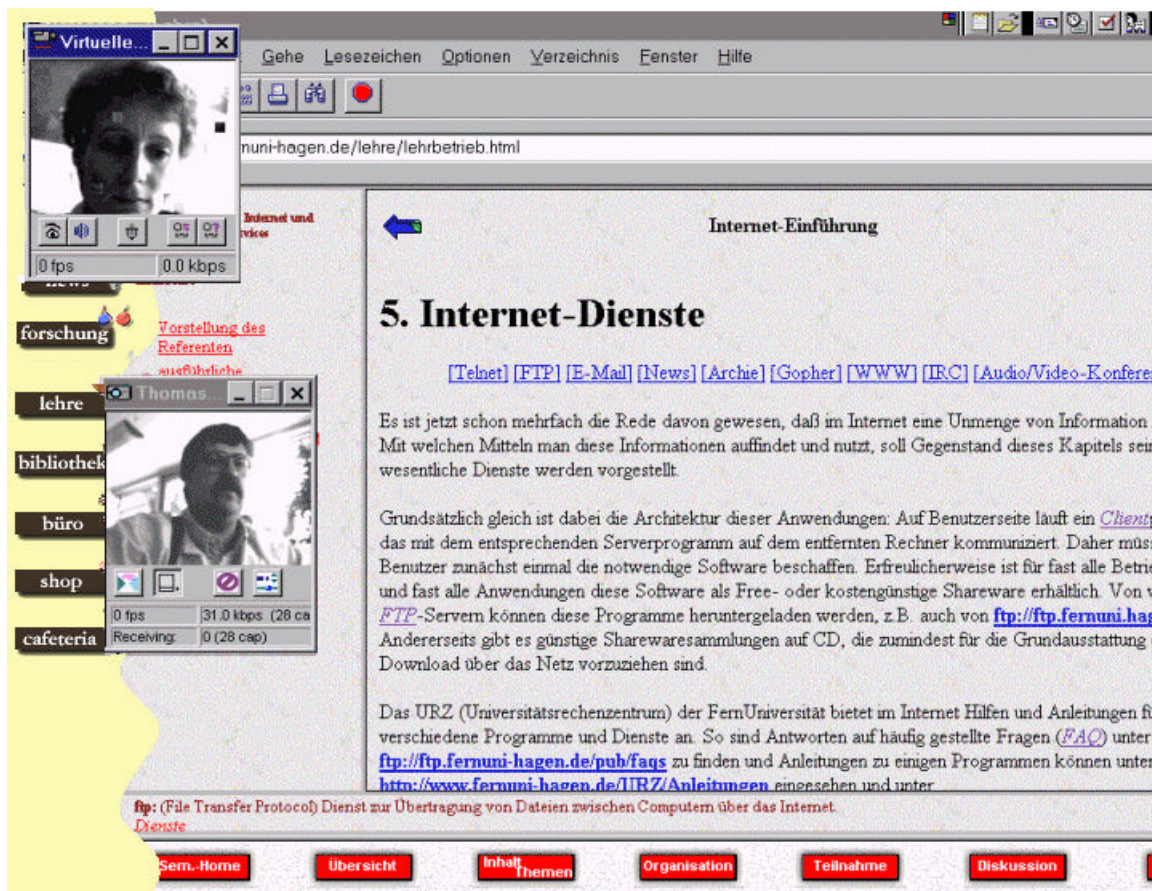 Virtuelle...
Gehe Lesezeichen Optionen Verzeichnis Fenster Hilfe
nuni-hagen.de/lehre/lehrbetrieb.html
0 fps 0.0 kbps
Internet und
news
forschung
lehre
bibliothek
büro
shop
cafeteria
Vorstellung des
Referenten
ausführliche
Thomas...
0 fps 31.0 kbps (28 ca
Receiving: 0 (28 cap)
Internet-Einführung
5. Internet-Dienste
[Telnet] [FTP] [E-Mail] [News] [Archie] [Gopher] [WWW] [IRC] [Audio/Video-Konfere
Es ist jetzt schon mehrfach die Rede davon gewesen, daß im Internet eine Unmenge von Information
Mit welchen Mitteln man diese Informationen auffindet und nutzt, soll Gegenstand dieses Kapitels sei
wesentliche Dienste werden vorgestellt.
Grundsätzlich gleich ist dabei die Architektur dieser Anwendungen: Auf Benutzerseite läuft ein Client
das mit dem entsprechenden Serverprogramm auf dem entfernten Rechner kommuniziert. Daher müss
Benutzer zunächst einmal die notwendige Software beschaffen. Erfreulicherweise ist für fast alle Betrie
und fast alle Anwendungen diese Software als Free- oder kostengünstige Shareware erhältlich. Von
FTP-Servern können diese Programme heruntergeladen werden, z.B. auch von ftp://ftp.fernuni.hag
Andererseits gibt es günstige Sharewaresammlungen auf CD, die zumindest für die Grundausstattung
Download über das Netz vorzuziehen sind.
Das URZ (Universitätsrechenzentrum) der FernUniversität bietet im Internet Hilfen und Anleitungen fü
verschiedene Programme und Dienste an. So sind Antworten auf häufig gestellte Fragen (FAQ) unter
ftp://ftp.fernuni-hagen.de/pub/faqs zu finden und Anleitungen zu einigen Programmen können unter
http://www.fernuni-hagen.de/URZ/Anleitungen eingesehen und unter
ftp: (File Transfer Protocol) Dienst zur Übertragung von Dateien zwischen Computern über das Internet.
Dienste
Sem.-Home Übersicht Inhalt Themen Organisation Teilnahme Diskussion